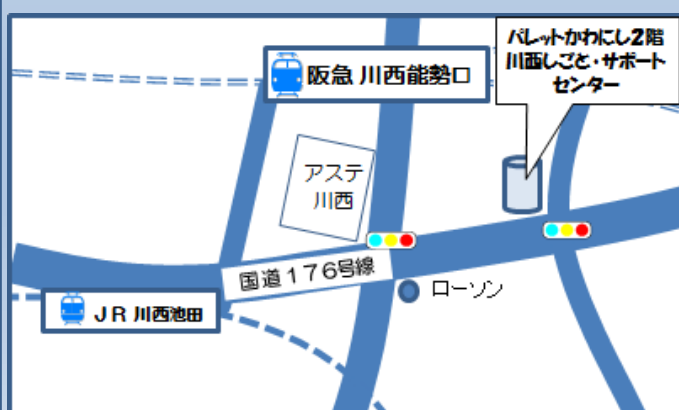 パレットかわにし2階
川西しごと・サポート
センター
阪急 川西能勢口
アステ
川西
国道176号線
ローソン
JR 川西池田